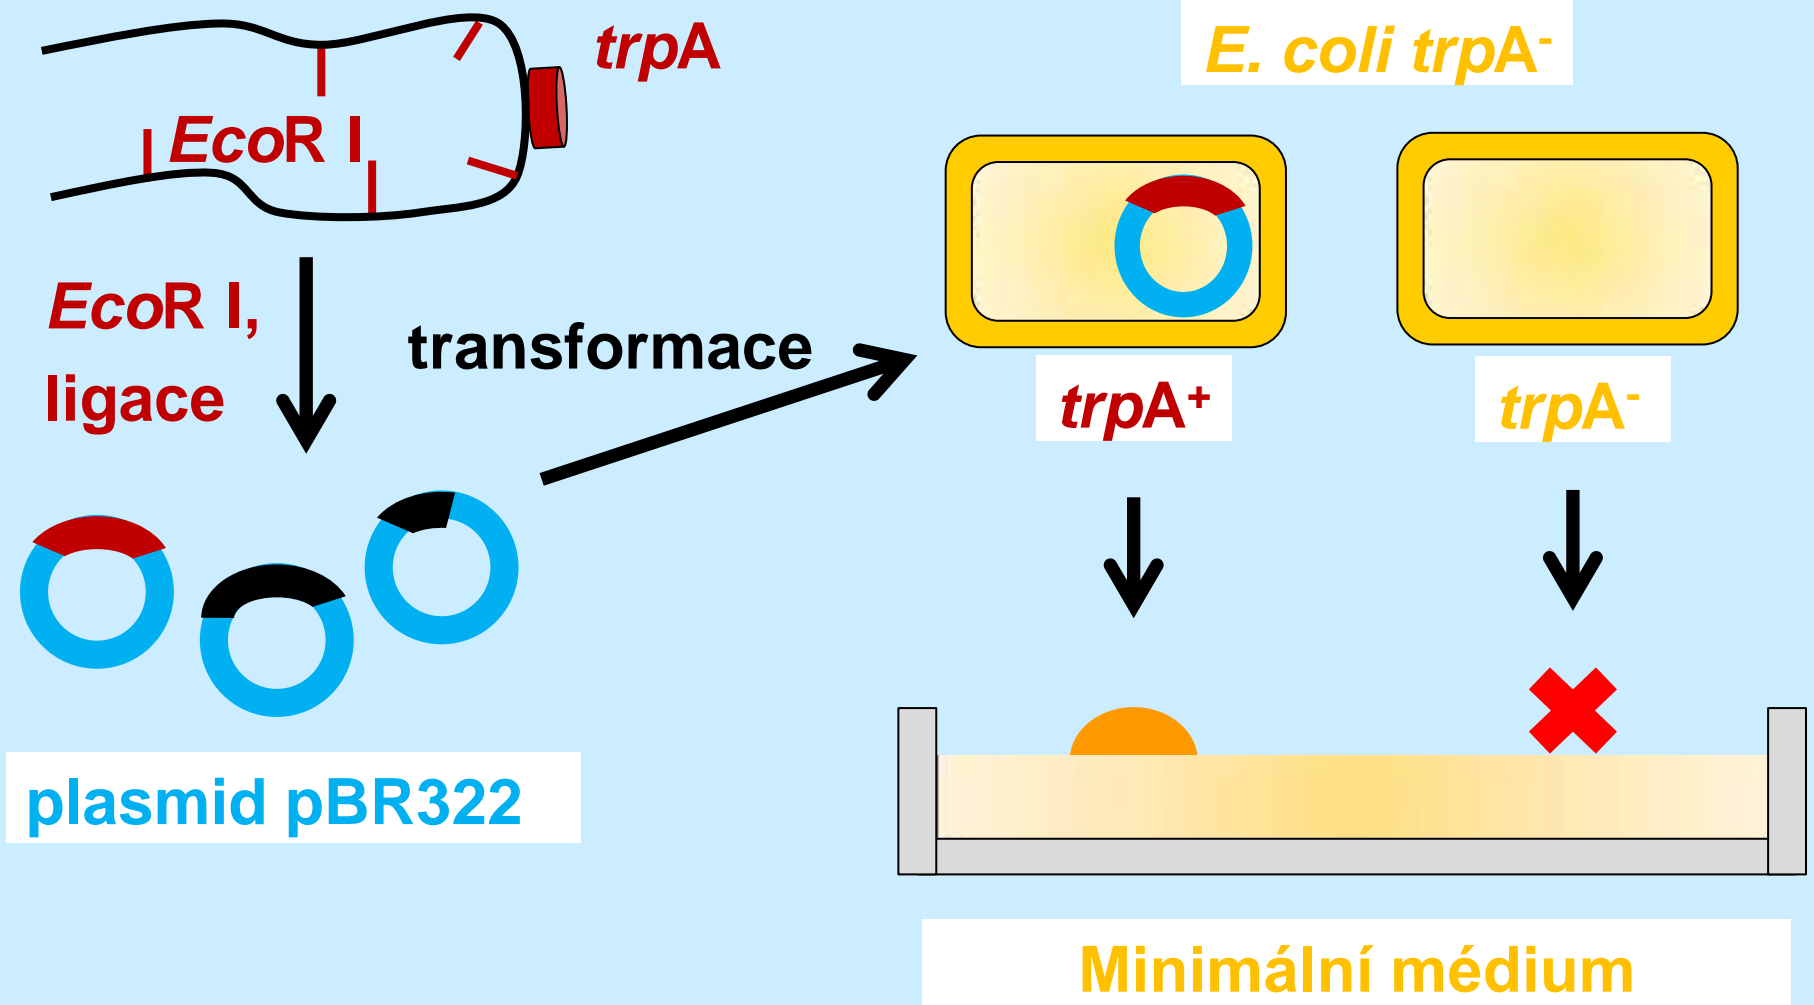 trpA
E. coli trpA-
EcoR I
EcoR I,
ligace
transformace
trpA+
trpA-
plasmid pBR322
Minimální médium